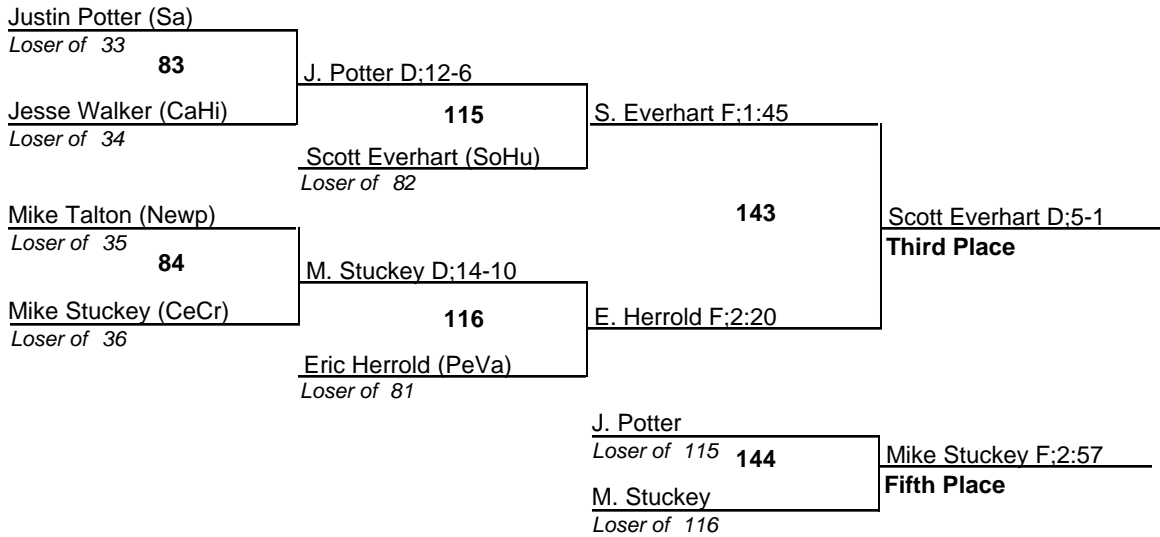 Justin Potter (Sa)
Loser of 33
83
J. Potter D;12-6
Jesse Walker (CaHi)
Loser of 34
115
S. Everhart F;1:45
Scott Everhart (SoHu)
Loser of 82
Mike Talton (Newp)
Loser of 35
84
143
Scott Everhart D;5-1
Third Place
M. Stuckey D;14-10
Mike Stuckey (CeCr)
Loser of 36
116
E. Herrold F;2:20
Eric Herrold (PeVa)
Loser of 81
J. Potter
Loser of 115
144
Mike Stuckey F;2:57
Fifth Place
M. Stuckey
Loser of 116